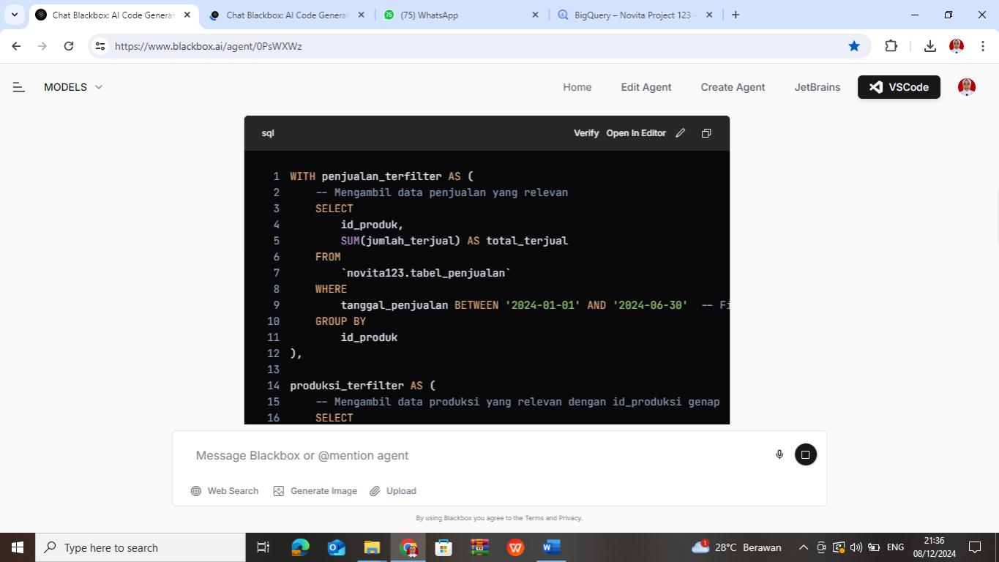 Chat Blackbox: AI Code Generat
Chat Blackbox: AI Code Generat
75
(75) WhatsApp
BigQuery – Novita Project 123 -
https://www.blackbox.ai/agent/0PsWXWz
MODELS
Home
Edit Agent
Create Agent
JetBrains
VSCode
sql
Verify
Open In Editor
1 WITH penjualan_terfilter AS (
2 -- Mengambil data penjualan yang relevan
3 SELECT
4 id_produk,
5 SUM(jumlah_terjual) AS total_terjual
6 FROM
7 `novita123.tabel_penjualan`
8 WHERE
9 tanggal_penjualan BETWEEN '2024-01-01' AND '2024-06-30' -- Fi
10 GROUP BY
11 id_produk
12 ),
13
14 produksi_terfilter AS (
15 -- Mengambil data produksi yang relevan dengan id_produksi genap
16 SELECT
Message Blackbox or @mention agent
Web Search
Generate Image
Upload
By using Blackbox you agree to the Terms and Privacy.
Type here to search
1
28°C Berawan
ENG
21:36
08/12/2024